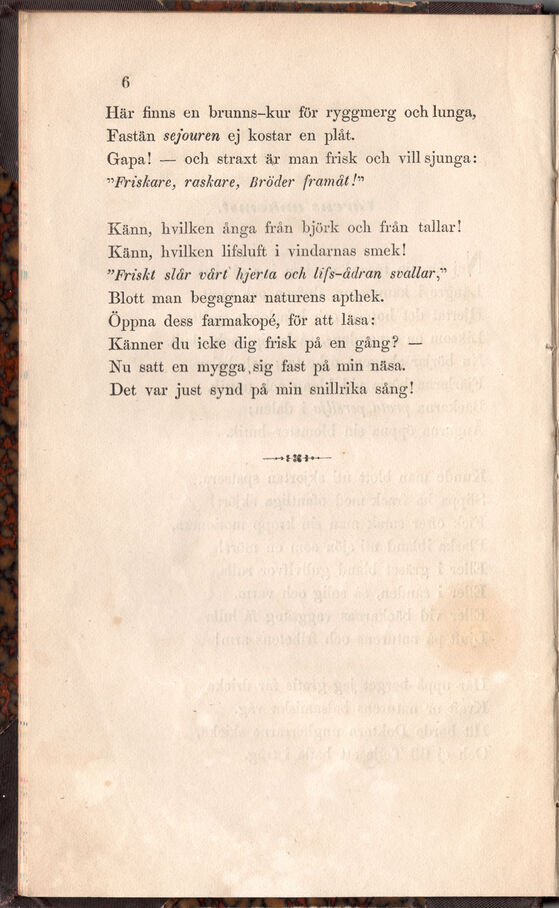 6
Här finns en brunns-kur för ryggmerg och lunga,
Fastän sejouren ej kostar en plåt.
Gapa! — och straxt är man frisk och vill sjunga:
"Friskare, raskare, Bröder framåt!"
Känn, hvilken ånga från björk och från tallar!
Känn, hvilken lifsluft i vindarnas smek!
"Friskt slår vårt hjerta och lifs-ådran svallar,"
Blott man begagnar naturens apthek.
Öppna dess farmakopé, för att läsa:
Känner du icke dig frisk på en gång? —
Nu satt en mygga sig fast på min näsa.
Det var just synd på min snillrika sång!